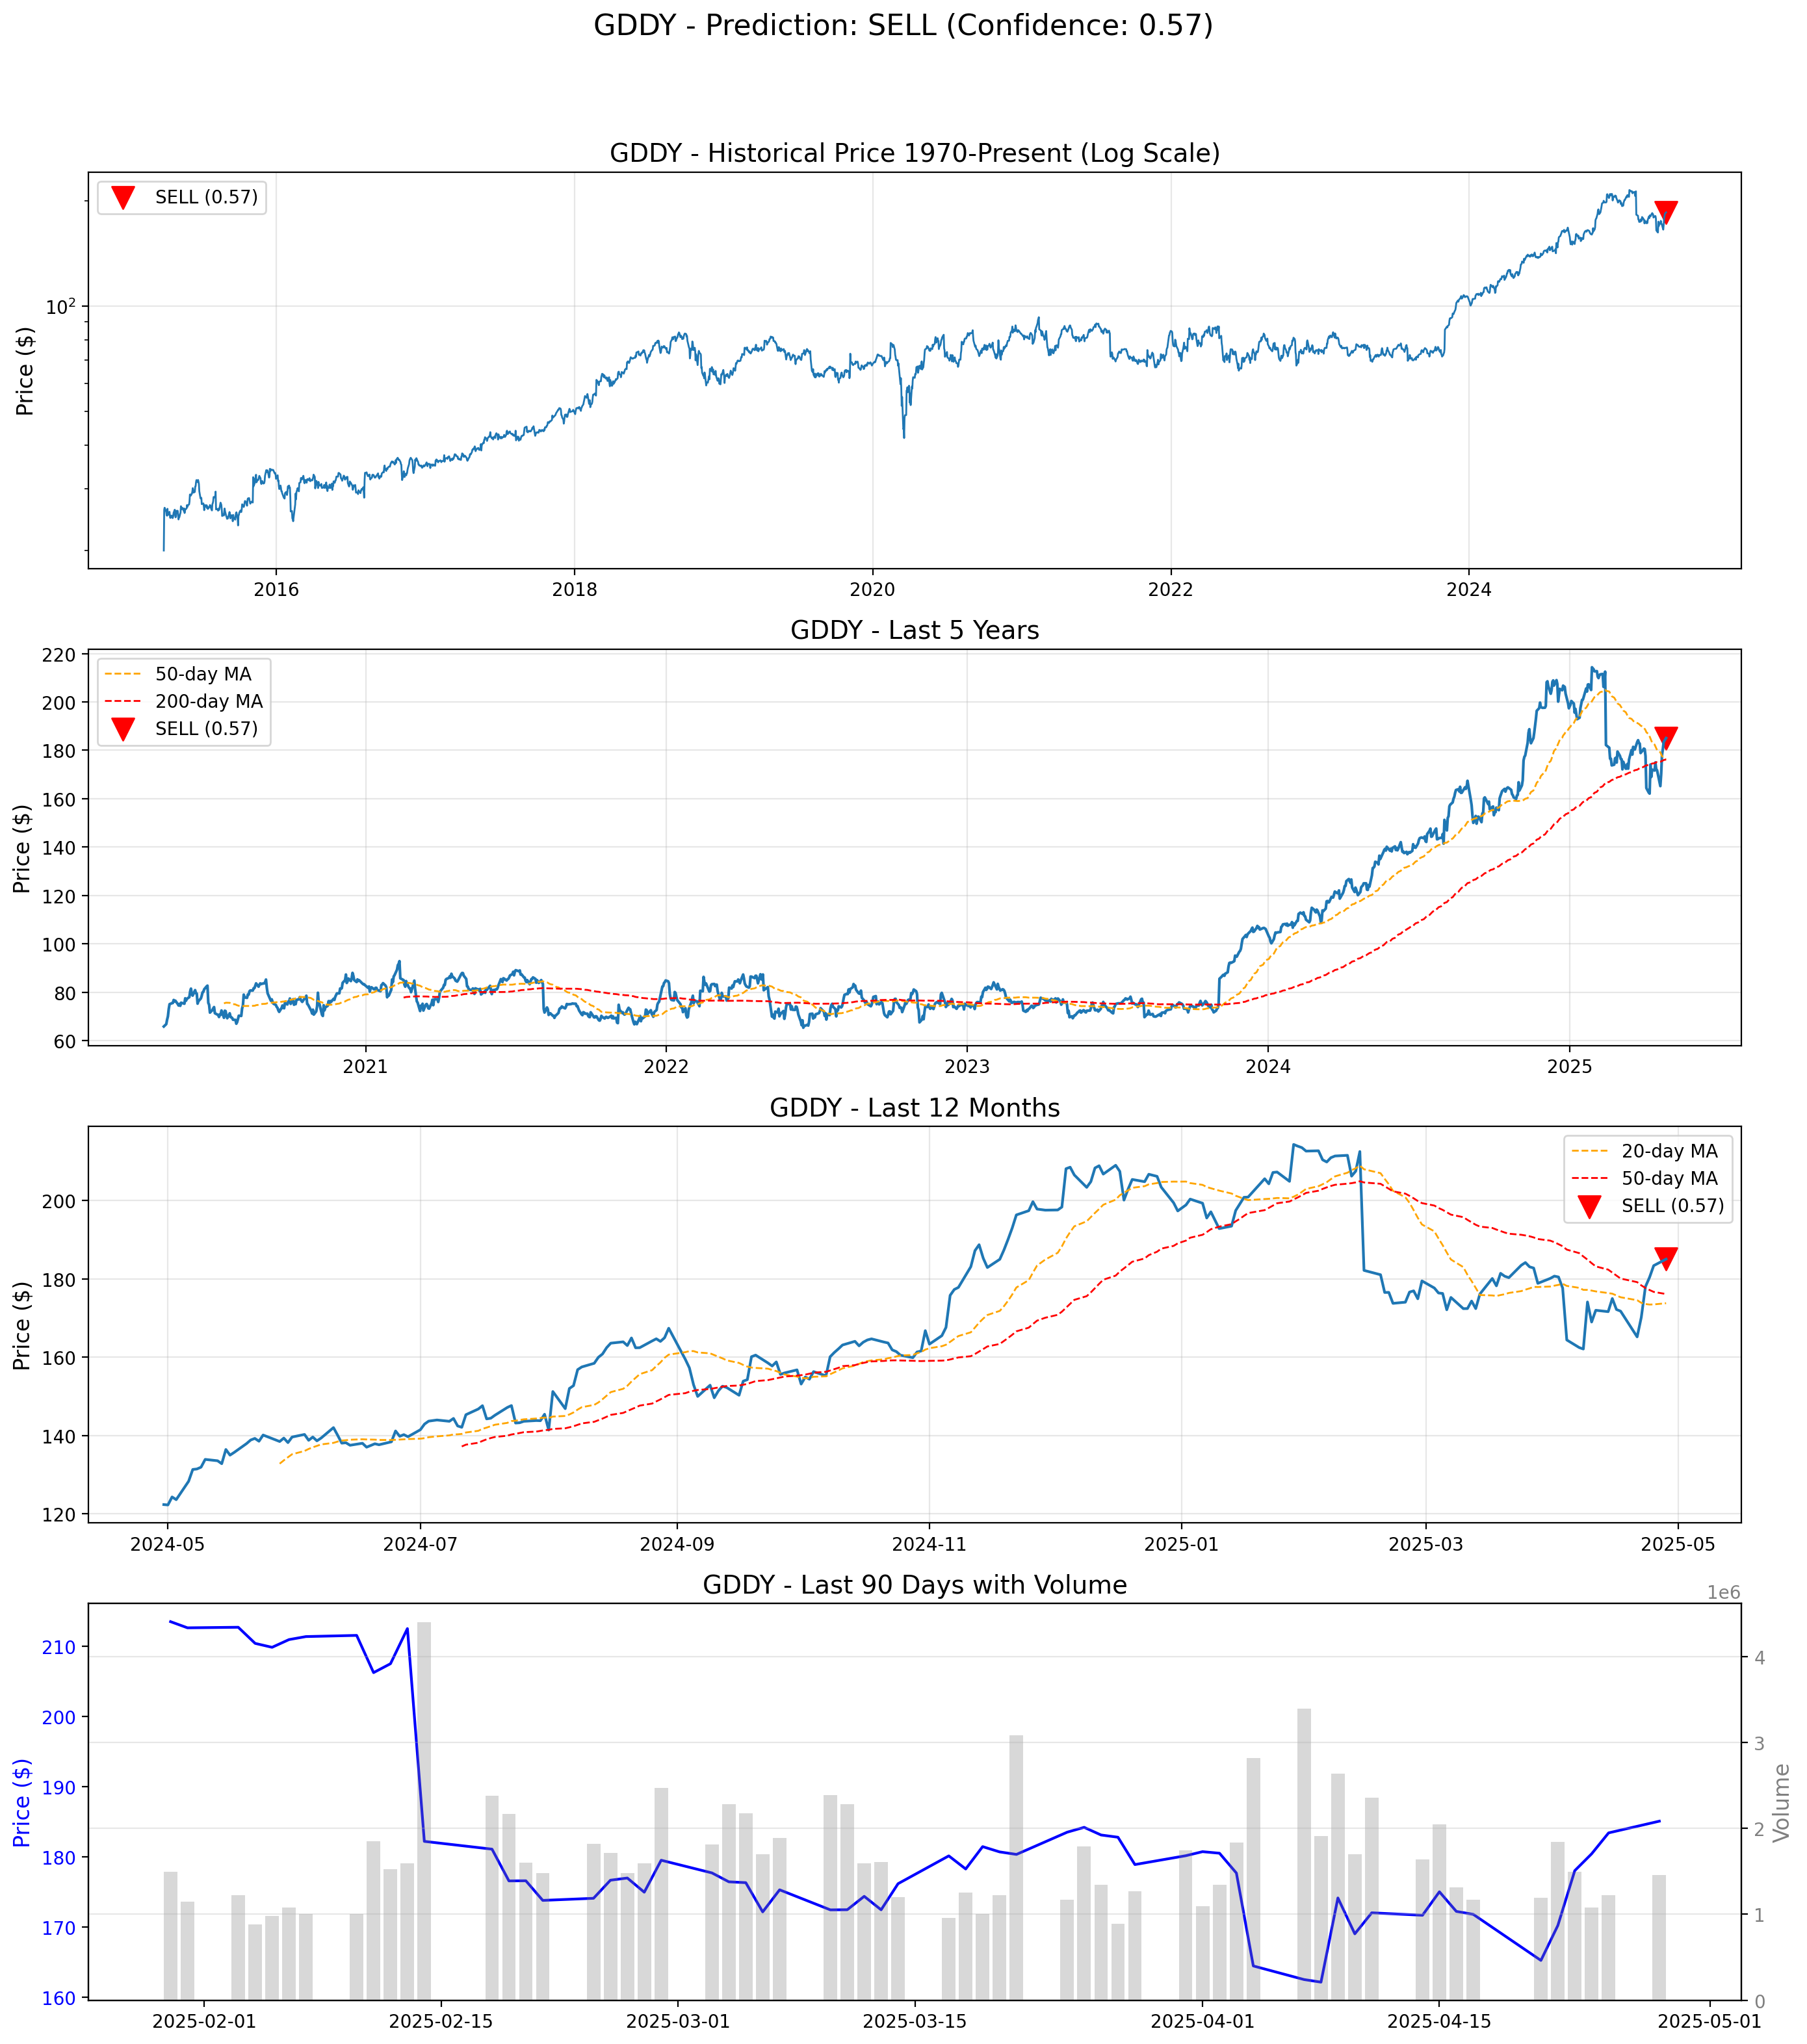 GDDY - Prediction: SELL (Confidence: 0.57)
GDDY - Historical Price 1970-Present (Log Scale)
SELL (0.57)
10²
Price ($)
2016 2018 2020 2022 2024
GDDY - Last 5 Years
50-day MA
200-day MA
SELL (0.57)
220
200
180
160
140
120
100
80
60
Price ($)
2021 2022 2023 2024 2025
GDDY - Last 12 Months
20-day MA
50-day MA
SELL (0.57)
200
180
160
140
120
Price ($)
2024-05 2024-07 2024-09 2024-11 2025-01 2025-03 2025-05
GDDY - Last 90 Days with Volume
1e6
210
200
190
180
170
160
Price ($)
4
3
2
1
0
Volume
2025-02-01 2025-02-15 2025-03-01 2025-03-15 2025-04-01 2025-04-15 2025-05-01